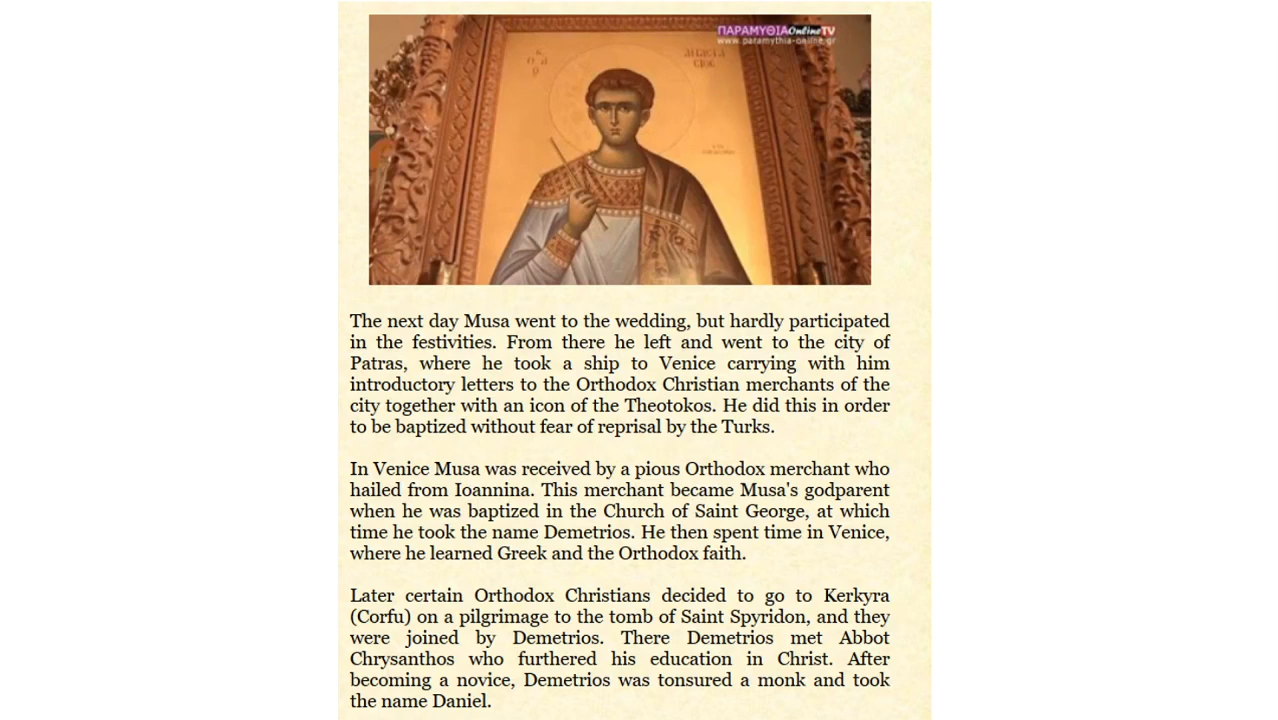 ΠΑΡΑΜΥΘΙΑOnlineTV
www.paramythia-online.gr
The next day Musa went to the wedding, but hardly participated
in the festivities. From there he left and went to the city of
Patras, where he took a ship to Venice carrying with him
introductory letters to the Orthodox Christian merchants of the
city together with an icon of the Theotokos. He did this in order
to be baptized without fear of reprisal by the Turks.
In Venice Musa was received by a pious Orthodox merchant who
hailed from Ioannina. This merchant became Musa's godparent
when he was baptized in the Church of Saint George, at which
time he took the name Demetrios. He then spent time in Venice,
where he learned Greek and the Orthodox faith.
Later certain Orthodox Christians decided to go to Kerkyra
(Corfu) on a pilgrimage to the tomb of Saint Spyridon, and they
were joined by Demetrios. There Demetrios met Abbot
Chrysanthos who furthered his education in Christ. After
becoming a novice, Demetrios was tonsured a monk and took
the name Daniel.